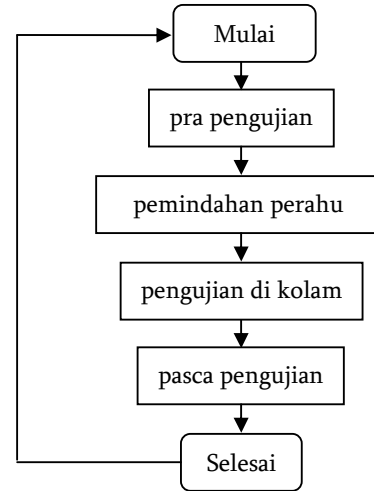 Mulai
pra pengujian
pemindahan perahu
pengujian di kolam
pasca pengujian
Selesai